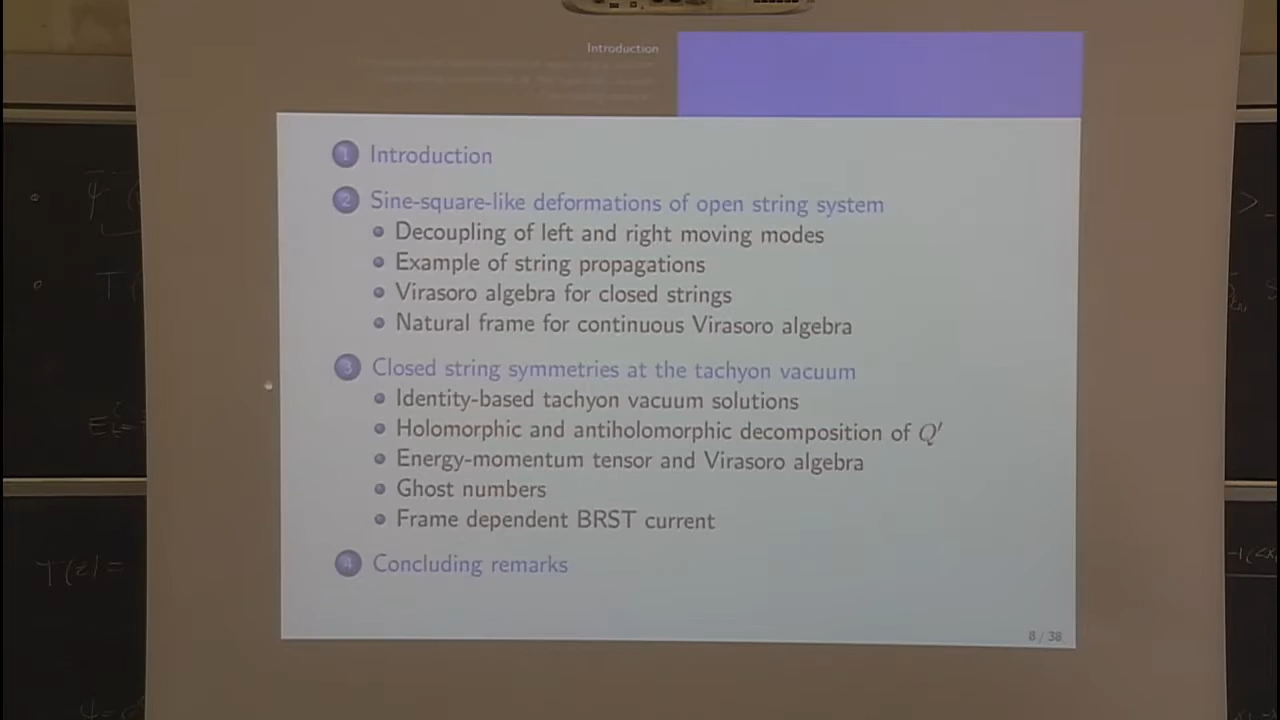 Introduction
1 Introduction
2 Sine-square-like deformations of open string system
Decoupling of left and right moving modes
Example of string propagations
Virasoro algebra for closed strings
Natural frame for continuous Virasoro algebra
3 Closed string symmetries at the tachyon vacuum
Identity-based tachyon vacuum solutions
Holomorphic and antiholomorphic decomposition of Q′
Energy-momentum tensor and Virasoro algebra
Ghost numbers
Frame dependent BRST current
4 Concluding remarks
8 / 38
T(z) =